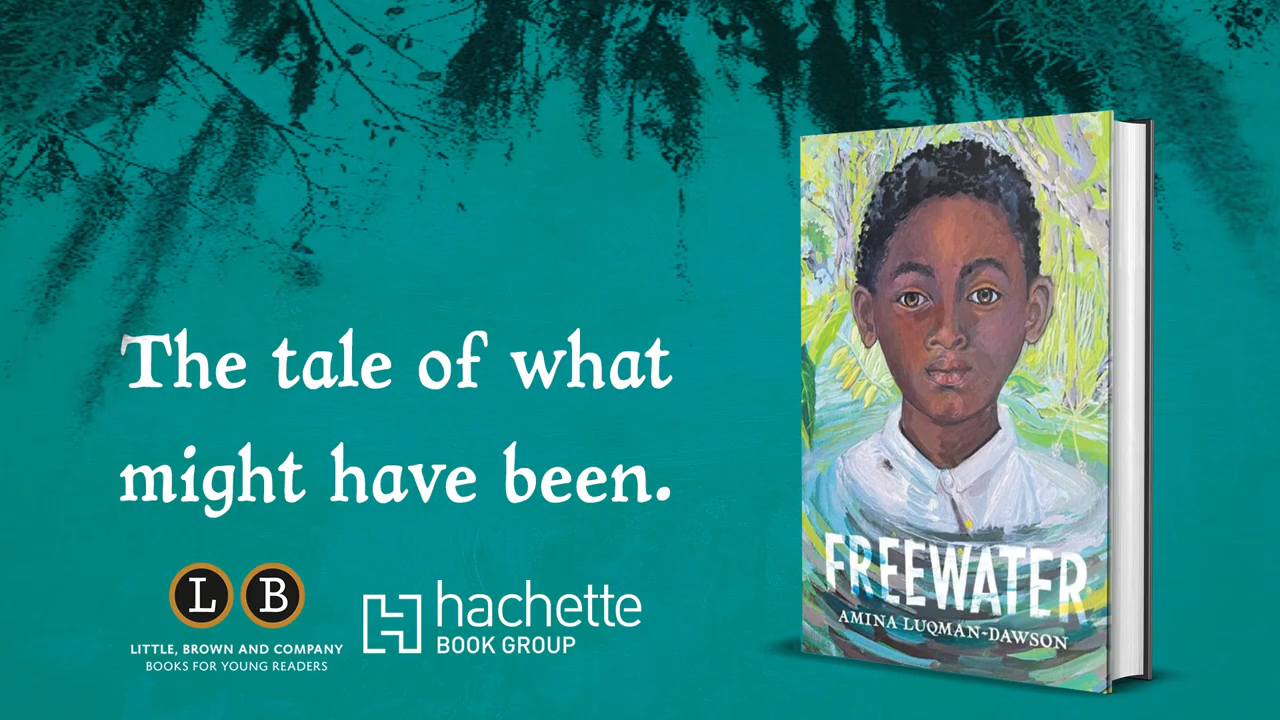 The tale of what
might have been.
L B
LITTLE, BROWN AND COMPANY
BOOKS FOR YOUNG READERS
hachette
BOOK GROUP
FREEWATER
AMINA LUQMAN-DAWSON